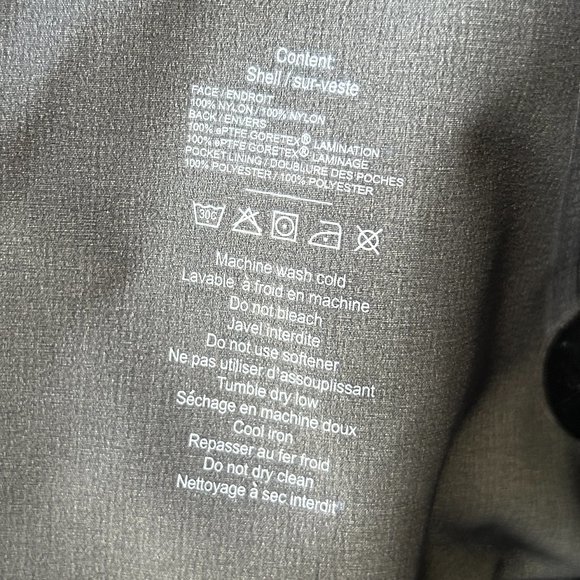 Content:
Shell / sur-veste
FACE / ENDROIT
100% NYLON / 100% NYLON
BACK / ENVERS
100% ePTFE GORETEX® LAMINATION
300% ePTFE GORETEX® LAMINAGE
POCKET LINING / DOUBLURE DES POCHES
100% POLYESTER / 100% POLYESTER
30c
Machine wash cold
Lavable à froid en machine
Do not bleach
Javel interdite
Do not use softener
Ne pas utiliser d'assouplissant
Tumble dry low
Séchage en machine doux
Cool iron
Repasser au fer froid
Do not dry clean
Nettoyage à sec interdit